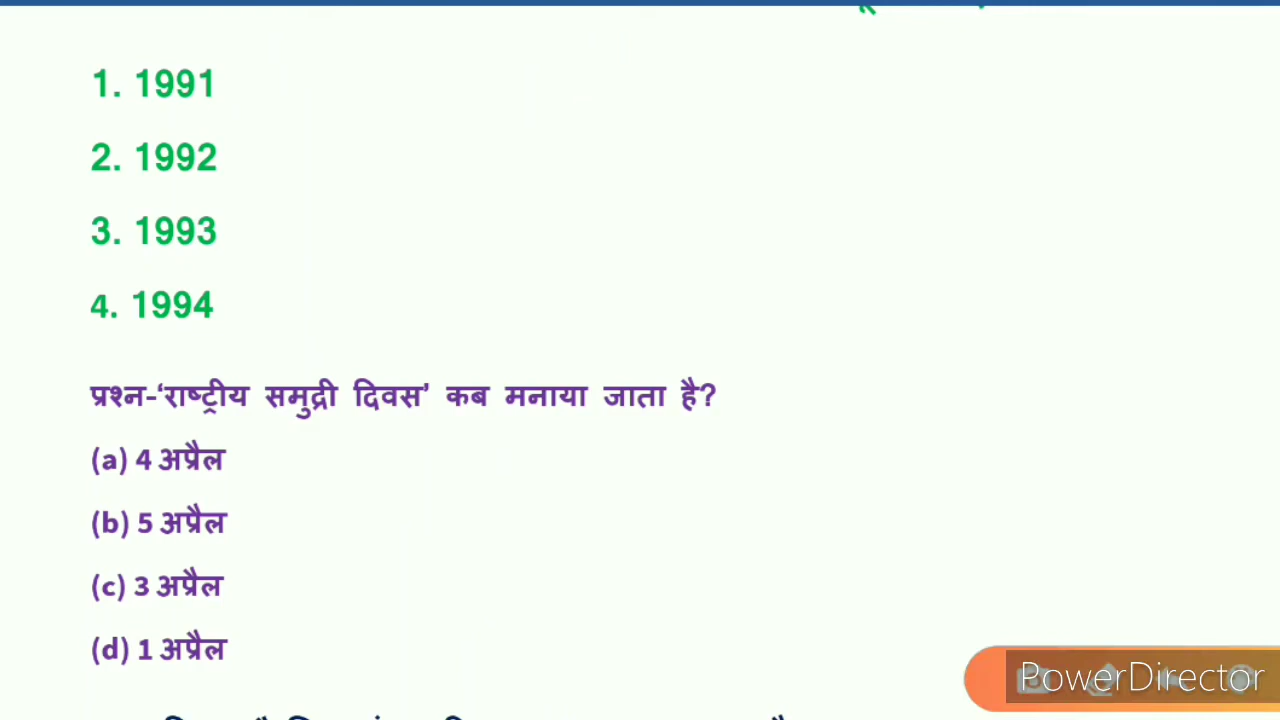 1. 1991
2. 1992
3. 1993
4. 1994
प्रश्न-‘राष्ट्रीय समुद्री दिवस’ कब मनाया जाता है?
(a) 4 अप्रैल
(b) 5 अप्रैल
(c) 3 अप्रैल
(d) 1 अप्रैल
PowerDirector